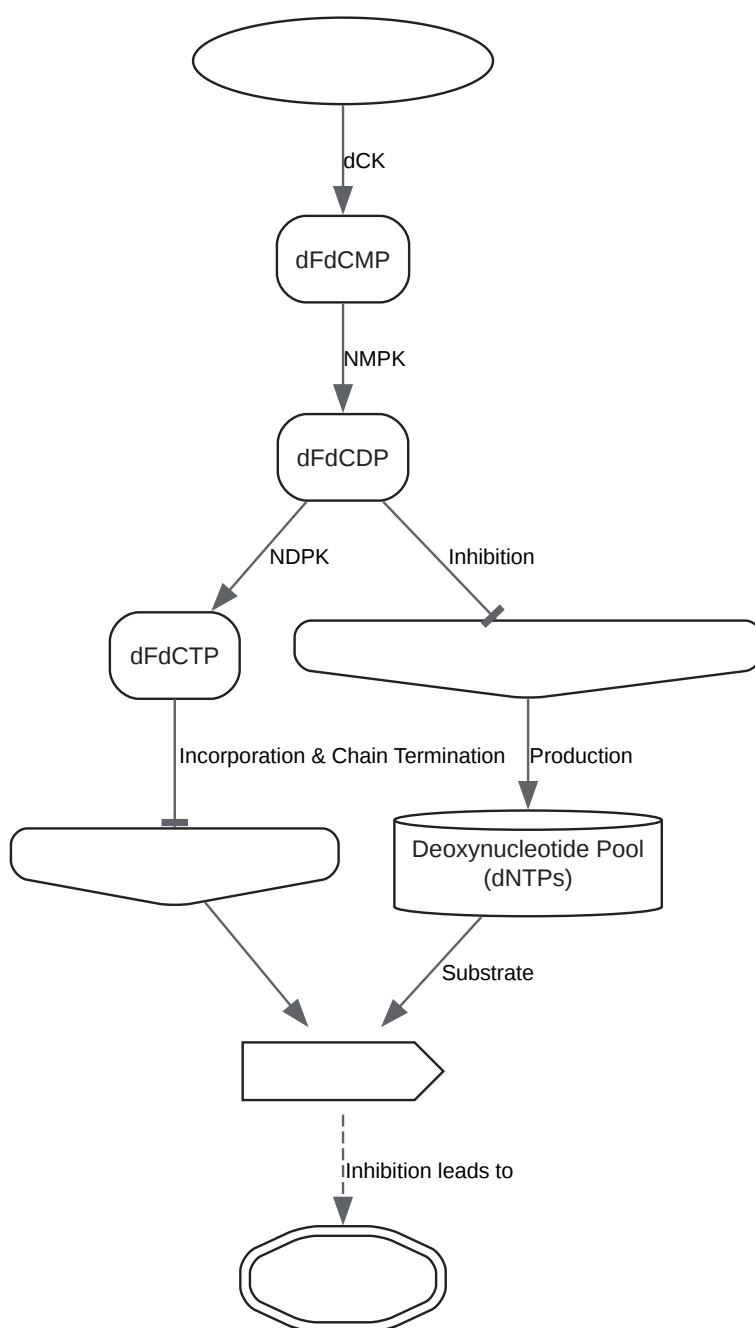 dCK
dFdCMP
NMPK
dFdCDP
NDPK
Inhibition
dFdCTP
Incorporation & Chain Termination
Production
Deoxynucleotide Pool
(dNTPs)
Substrate
Inhibition leads to